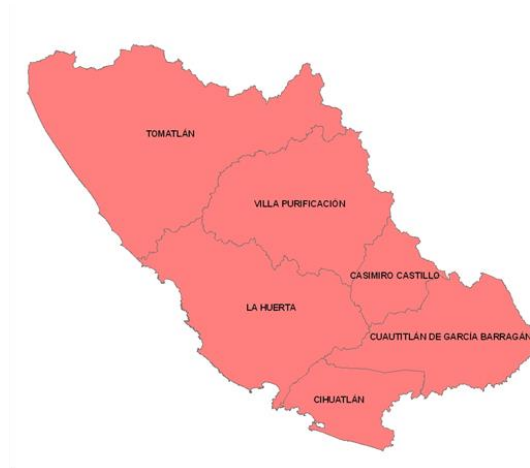 TOMATLÁN
VILLA PURIFICACIÓN
CASIMIRO CASTILLO
LA HUERTA
CUAUTITLÁN DE GARCÍA BARRAGÁN
CIHUATLÁN